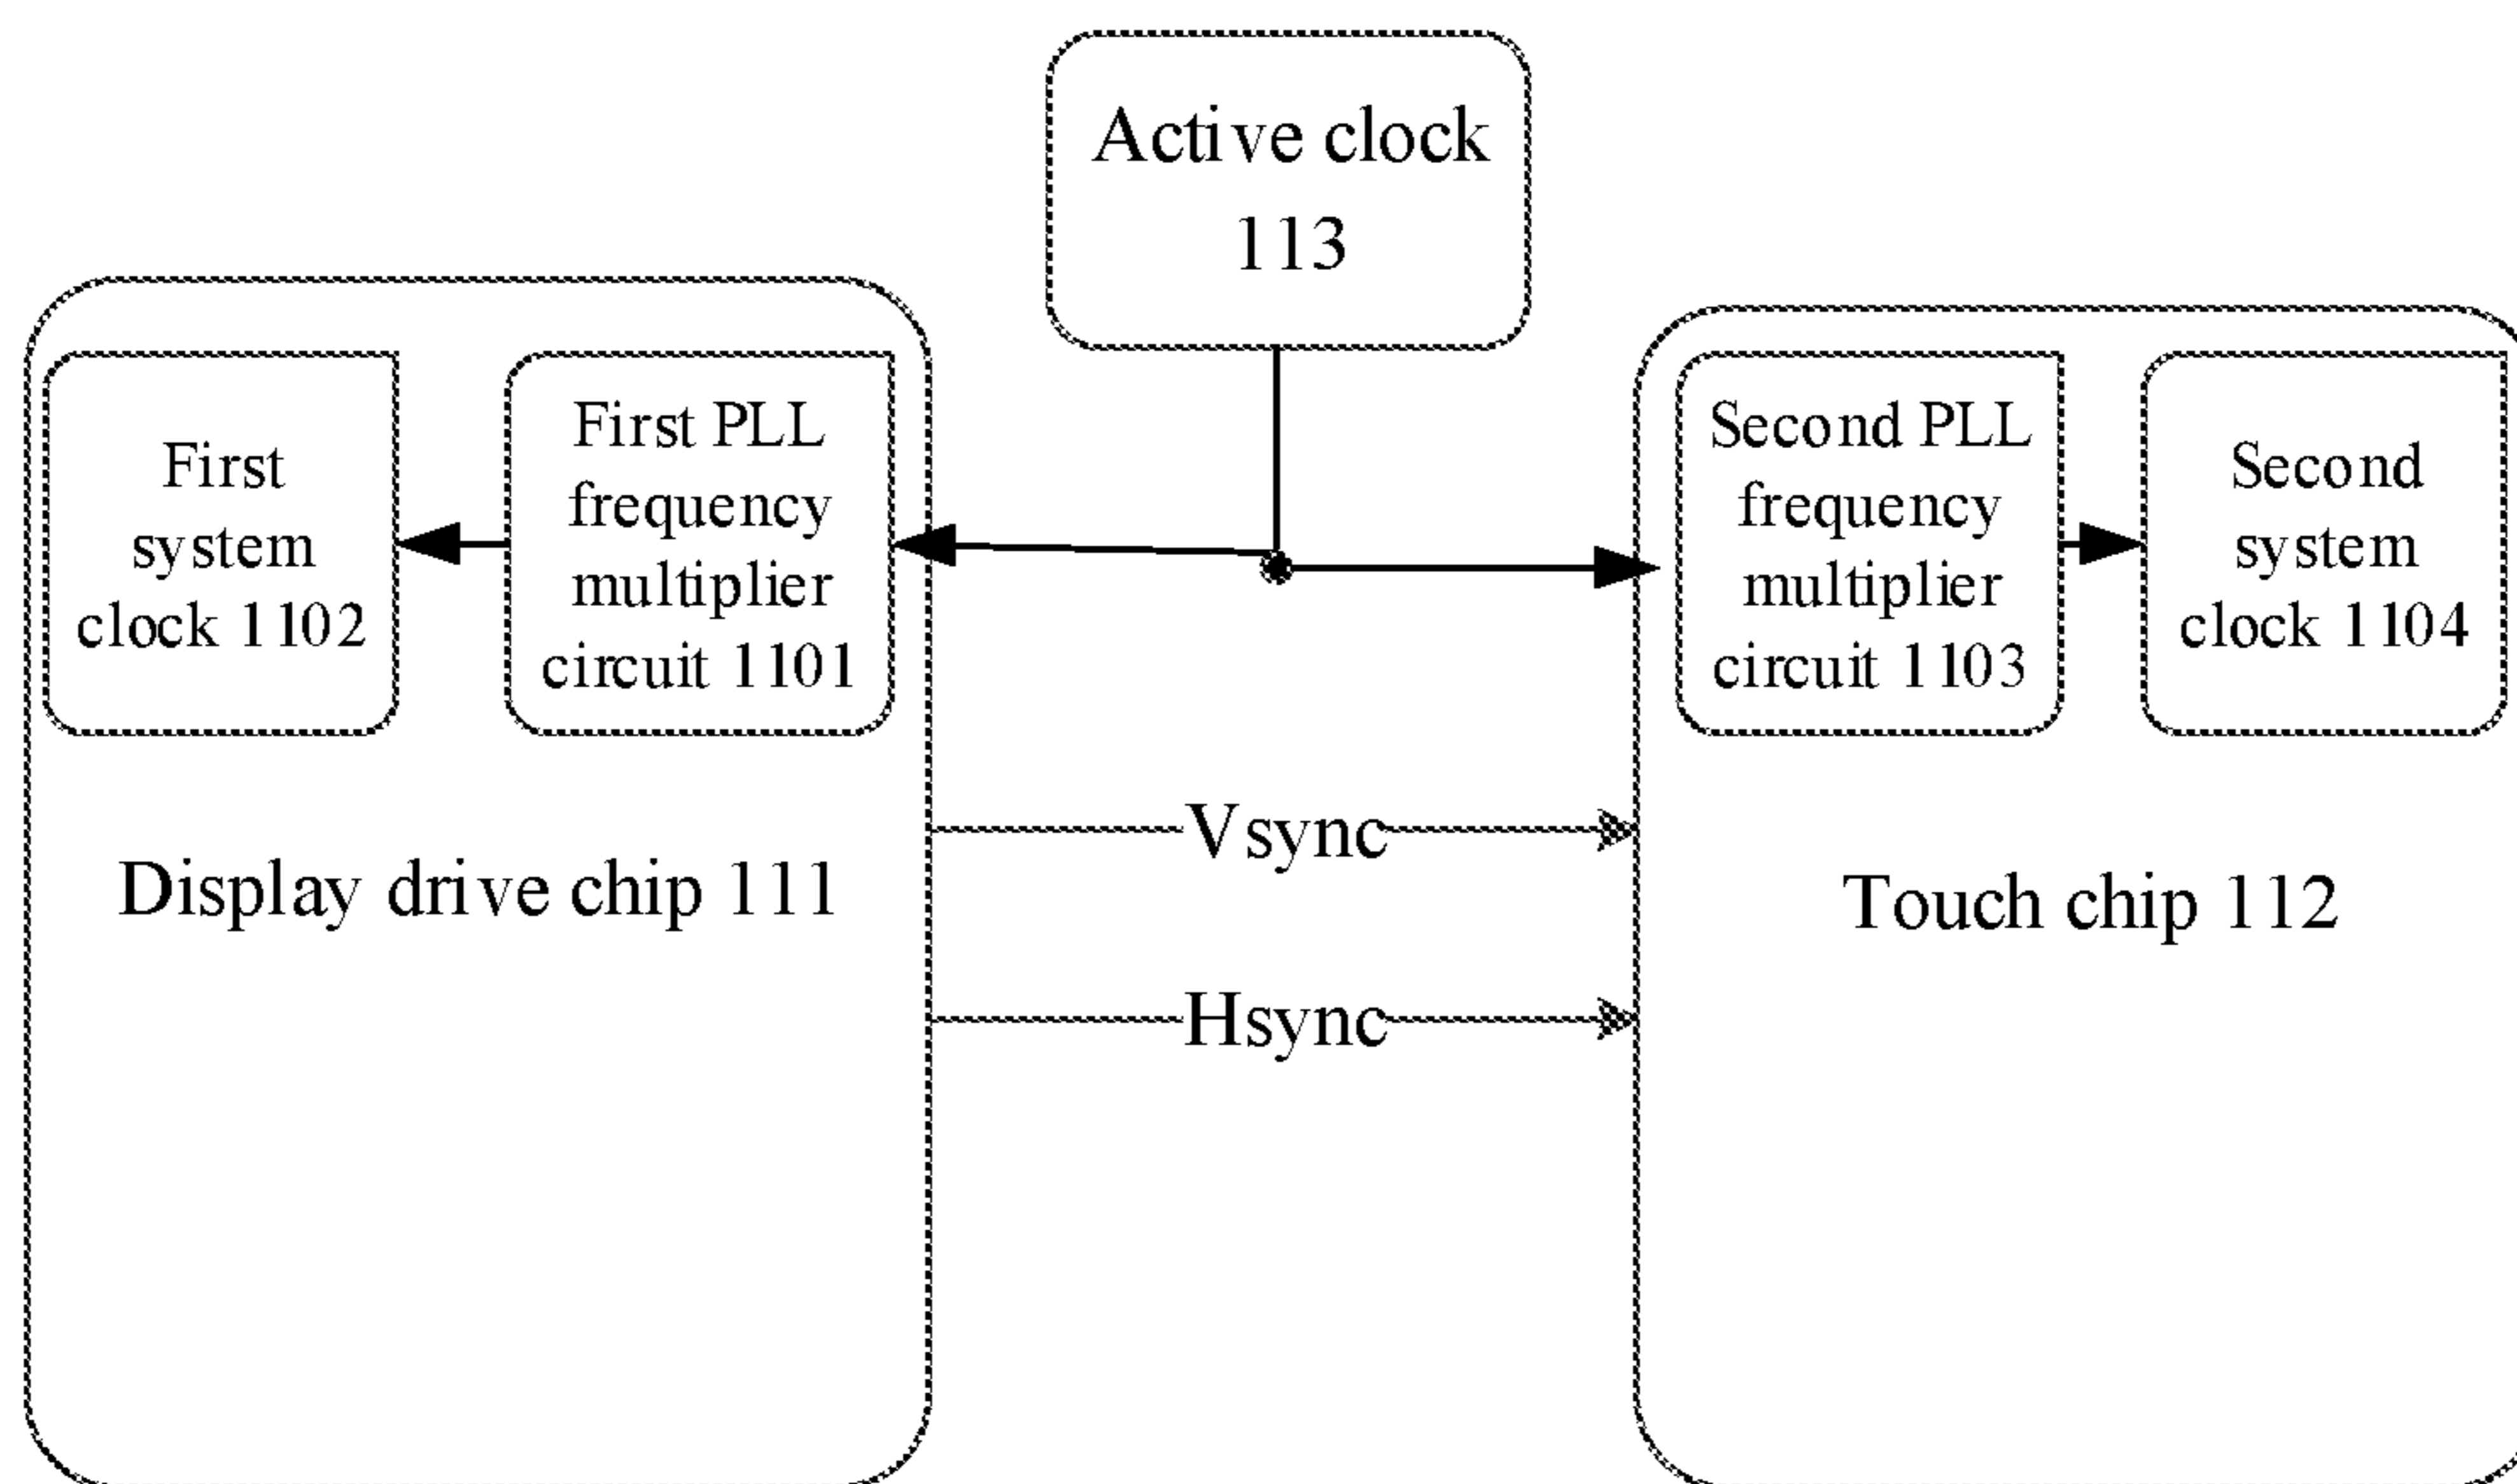 Active clock
113
First
system
clock 1102
First PLL
frequency
multiplier
circuit 1101
Second PLL
frequency
multiplier
circuit 1103
Second
system
clock 1104
Vsync
Display drive chip 111
Touch chip 112
Hsync